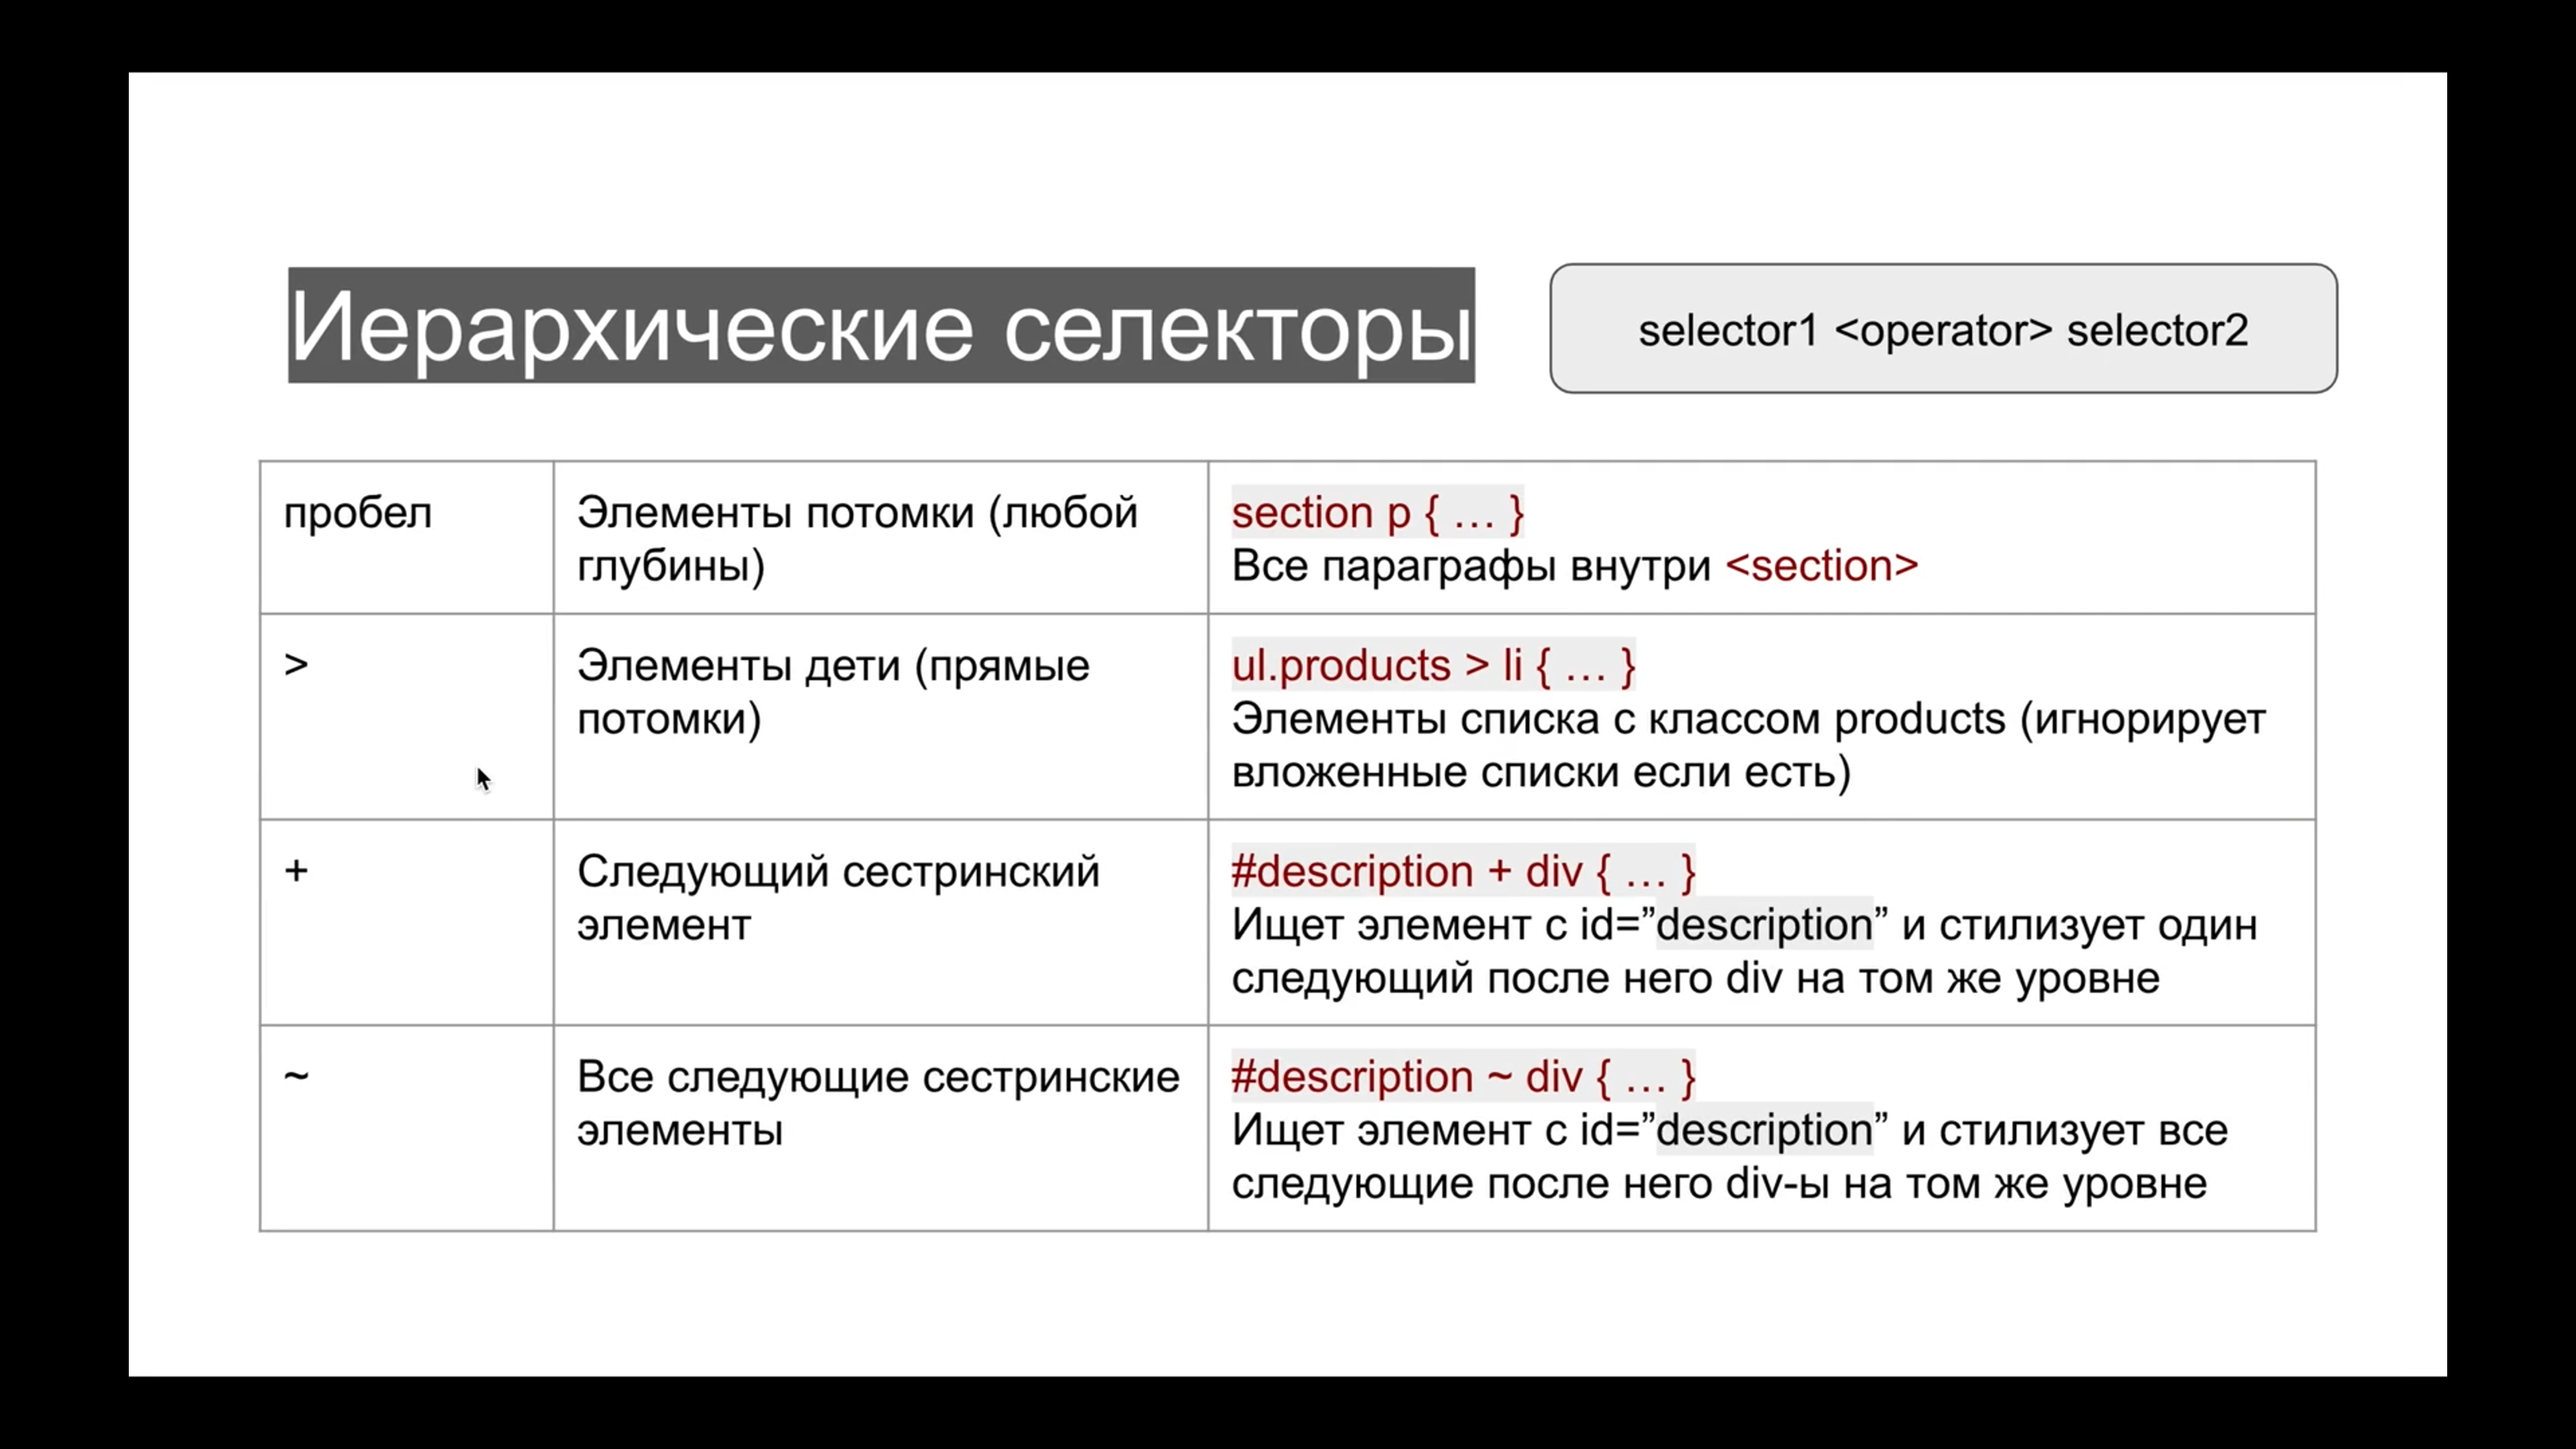 Иерархические селекторы
selector1 <operator> selector2
пробел
Элементы потомки (любой
глубины)
section p { … }
Все параграфы внутри <section>
>
Элементы дети (прямые
потомки)
ul.products > li { … }
Элементы списка с классом products (игнорирует
вложенные списки если есть)
+
Следующий сестринский
элемент
#description + div { … }
Ищет элемент с id=”description” и стилизует один
следующий после него div на том же уровне
~
Все следующие сестринские
элементы
#description ~ div { … }
Ищет элемент с id=”description” и стилизует все
следующие после него div-ы на том же уровне